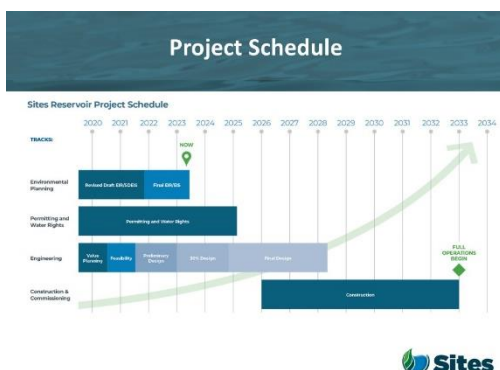 Project Schedule
Sites Reservoir Project Schedule
2020 2021 2022 2023 2024 2025 2026 2027 2028 2029 2030 2031 2032 2033 2034
TRACKS:
NOW
Environmental
Planning
Revised Draft EIR/SDEIS
Final EIR/EIS
Permitting and
Water Rights
Permitting and Water Rights
Engineering
Value
Planning
Feasibility
Preliminary
Design
30% Design
Final Design
FULL
OPERATIONS
BEGIN
Construction &
Commissioning
Construction
Sites